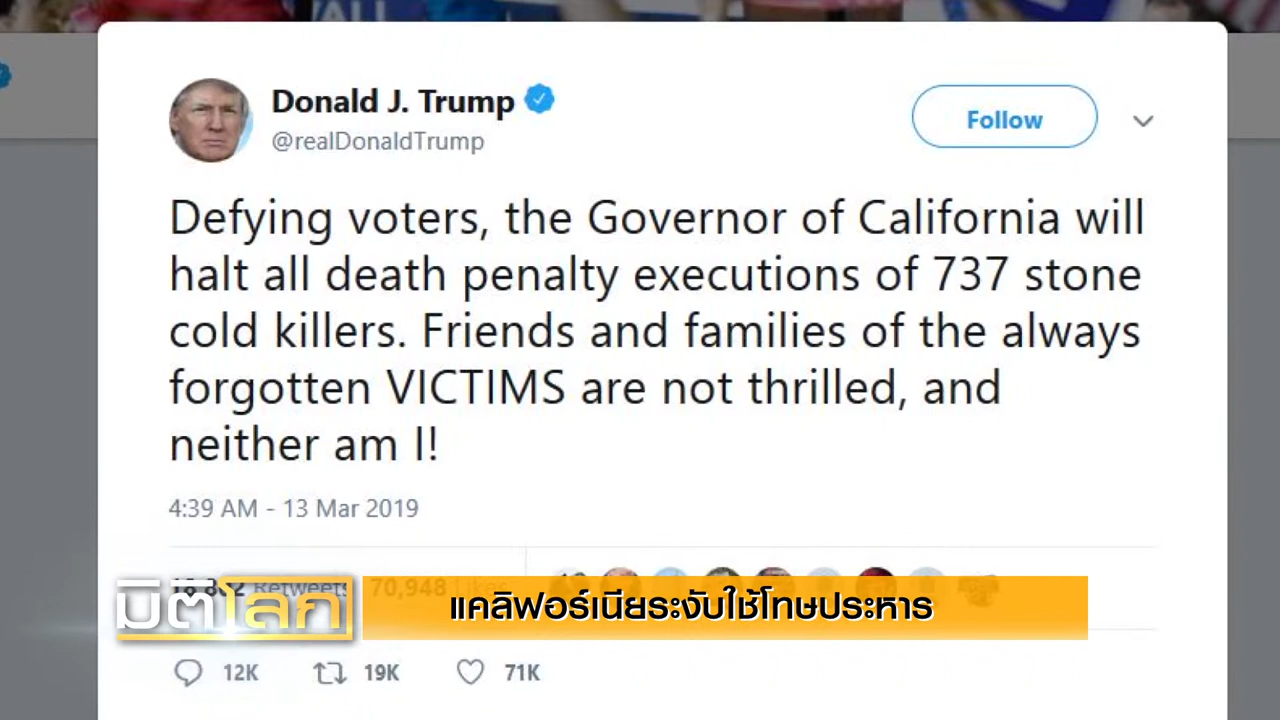 Donald J. Trump
@realDonaldTrump
Follow
Defying voters, the Governor of California will
halt all death penalty executions of 737 stone
cold killers. Friends and families of the always
forgotten VICTIMS are not thrilled, and
neither am I!
4:39 AM - 13 Mar 2019
Retweets 70,948 Likes
มิติโลก
แคลิฟอร์เนียระงับใช้โทษประหาร
12K 19K 71K